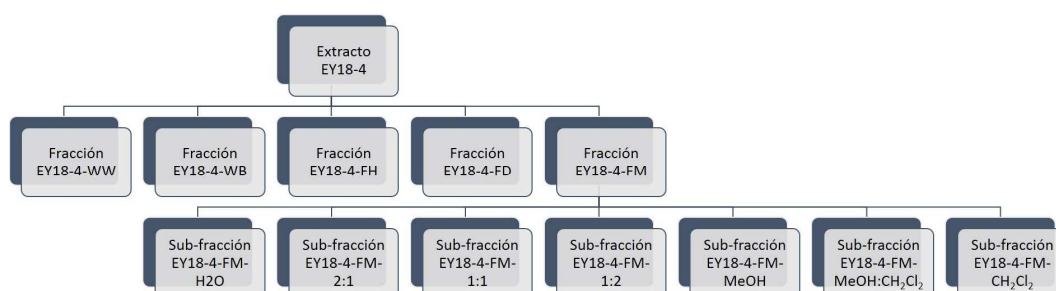 Extracto
EY18-4
Fracción
EY18-4-WW
Fracción
EY18-4-WB
Fracción
EY18-4-FH
Fracción
EY18-4-FD
Fracción
EY18-4-FM
Sub-fracción
EY18-4-FM-
H2O
Sub-fracción
EY18-4-FM-
2:1
Sub-fracción
EY18-4-FM-
1:1
Sub-fracción
EY18-4-FM-
1:2
Sub-fracción
EY18-4-FM-
MeOH
Sub-fracción
EY18-4-FM-
MeOH:CH₂Cl₂
Sub-fracción
EY18-4-FM-
CH₂Cl₂